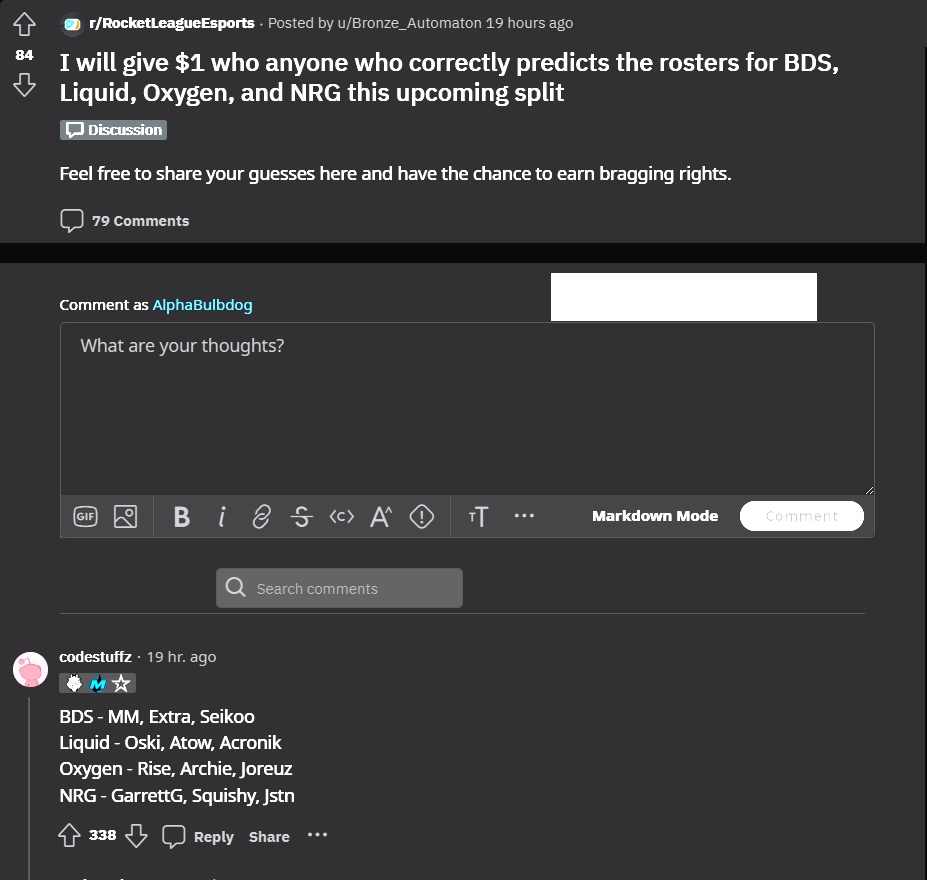 r/RocketLeagueEsports · Posted by u/Bronze_Automaton 19 hours ago
84
I will give $1 who anyone who correctly predicts the rosters for BDS,
Liquid, Oxygen, and NRG this upcoming split
Discussion
Feel free to share your guesses here and have the chance to earn bragging rights.
79 Comments
Comment as AlphaBulbdog
What are your thoughts?
GIF B i S <c> A^ TT ··· Markdown Mode Comment
Search comments
codestuffz · 19 hr. ago
BDS - MM, Extra, Seikoo
Liquid - Oski, Atow, Acronik
Oxygen - Rise, Archie, Joreuz
NRG - GarrettG, Squishy, Jstn
338 Reply Share ···